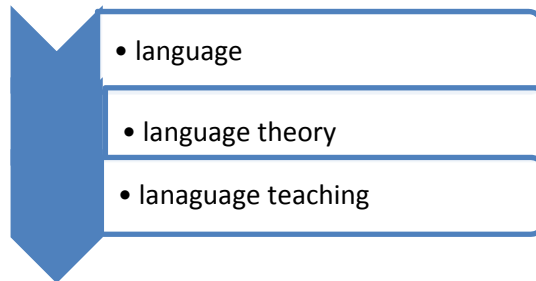 • language
• language theory
• lanaguage teaching